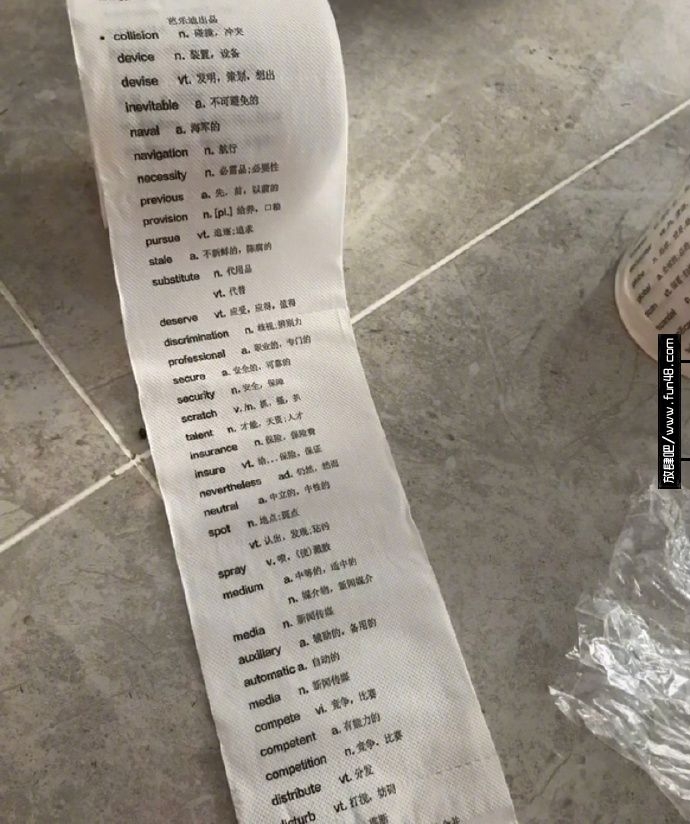 芭乐迪出品
• collision n. 碰撞，冲突
device n. 装置，设备
devise vt. 发明，策划，想出
inevitable a. 不可避免的
naval a. 海军的
navigation n. 航行
necessity n. 必需品;必要性
previous a. 先，前，以前的
provision n. [pl.] 给养，口粮
pursue vt. 追逐;追求
stale a. 不新鲜的，陈腐的
substitute n. 代用品
vt. 代替
deserve vt. 应受，应得，值得
discrimination n. 歧视;辨别力
professional a. 职业的，专门的
secure a. 安全的，可靠的
security n. 安全，保障
scratch v./n. 抓，搔，扒
talent n. 才能，天资;人才
insurance n. 保险，保险费
insure vt. 给...保险，保证
nevertheless ad. 仍然，然而
neutral a. 中立的，中性的
spot n. 地点;斑点
vt. 认出，发现;玷污
spray v. 喷，(使)溅散
medium a. 中等的，适中的
n. 媒介物，新闻媒介
media n. 新闻传媒
auxiliary a. 辅助的，备用的
automatic a. 自动的
media n. 新闻传媒
compete vi. 竞争，比赛
competent a. 有能力的
competition n. 竞争，比赛
distribute vt. 分发
disturb vt. 打搅，妨碍
放肆吧/www.fun48.com